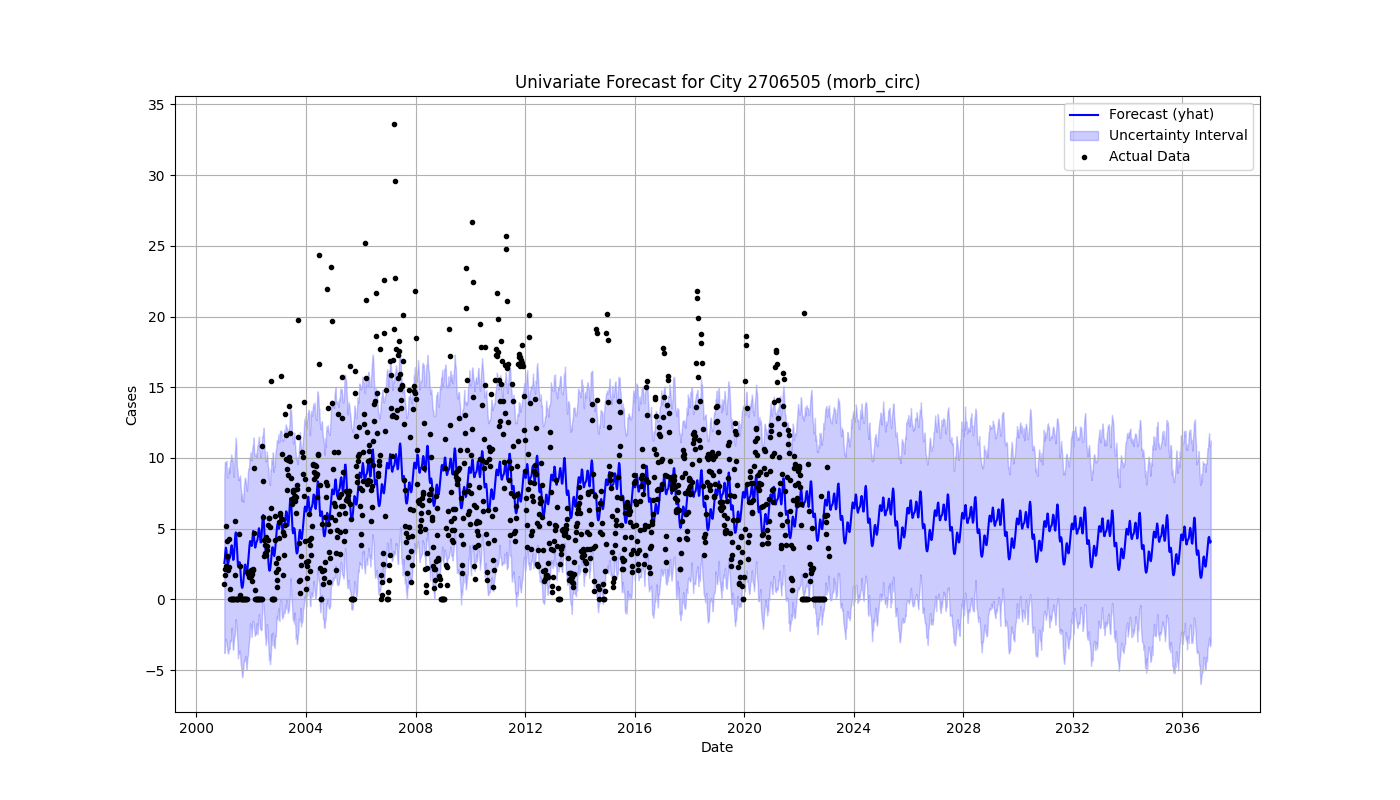 Univariate Forecast for City 2706505 (morb_circ)
Forecast (yhat)
Uncertainty Interval
Actual Data
Cases
35
30
25
20
15
10
5
0
−5
2000 2004 2008 2012 2016 2020 2024 2028 2032 2036
Date